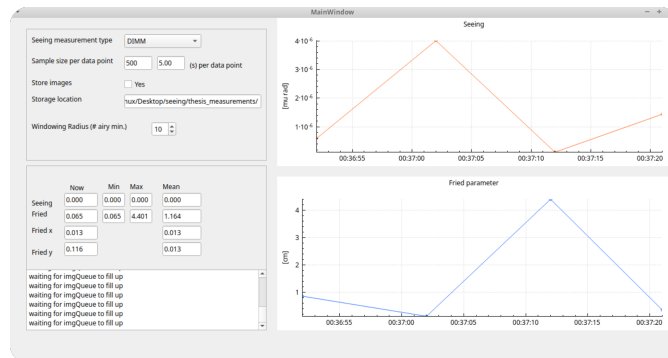 MainWindow
Seeing measurement type DIMM
Sample size per data point 500 5.00 (s) per data point
Store images Yes
Storage location nux/Desktop/seeing/thesis_measurements/
Windowing Radius (# airy min.) 10
Now Min Max Mean
Seeing 0.000 0.000 0.000 0.000
Fried 0.065 0.065 4.401 1.164
Fried x 0.013 0.013
Fried y 0.116 0.013
waiting for imgQueue to fill up
waiting for imgQueue to fill up
waiting for imgQueue to fill up
waiting for imgQueue to fill up
waiting for imgQueue to fill up
waiting for imgQueue to fill up
Seeing
4·10⁻⁶
3·10⁻⁶
2·10⁻⁶
1·10⁻⁶
[mu rad]
00:36:55 00:37:00 00:37:05 00:37:10 00:37:15 00:37:20
Fried parameter
4
3
2
1
[cm]
00:36:55 00:37:00 00:37:05 00:37:10 00:37:15 00:37:20